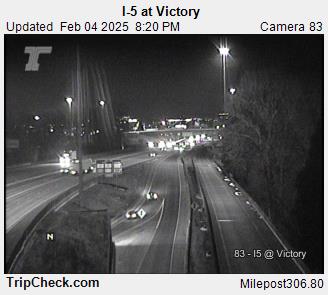 I-5 at Victory
Updated Feb 04 2025 8:20 PM Camera 83
T
N
83 - I5 @ Victory
TripCheck.com Milepost306.80